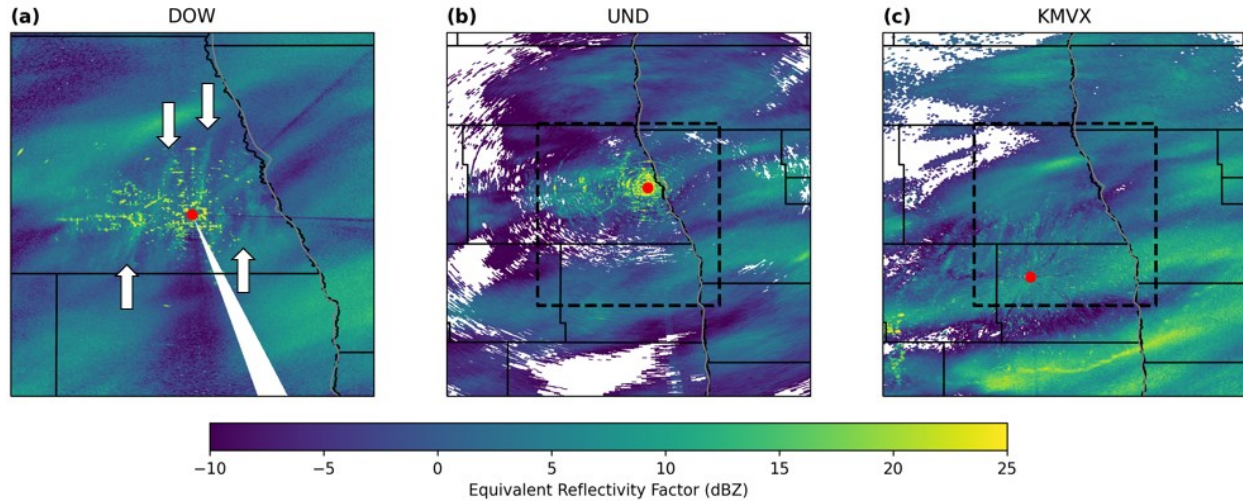 (a) DOW
(b) UND
(c) KMVX
−10 −5 0 5 10 15 20 25
Equivalent Reflectivity Factor (dBZ)